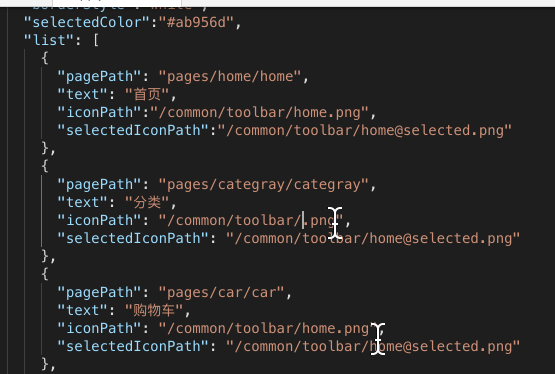 "selectedColor":"#ab956d",
"list": [
{
"pagePath": "pages/home/home",
"text": "首页",
"iconPath":"/common/toolbar/home.png",
"selectedIconPath":"/common/toolbar/home@selected.png"
},
{
"pagePath": "pages/categray/categray",
"text": "分类",
"iconPath": "/common/toolbar/.png",
"selectedIconPath": "/common/toolbar/home@selected.png"
},
{
"pagePath": "pages/car/car",
"text": "购物车",
"iconPath": "/common/toolbar/home.png",
"selectedIconPath": "/common/toolbar/home@selected.png"
},